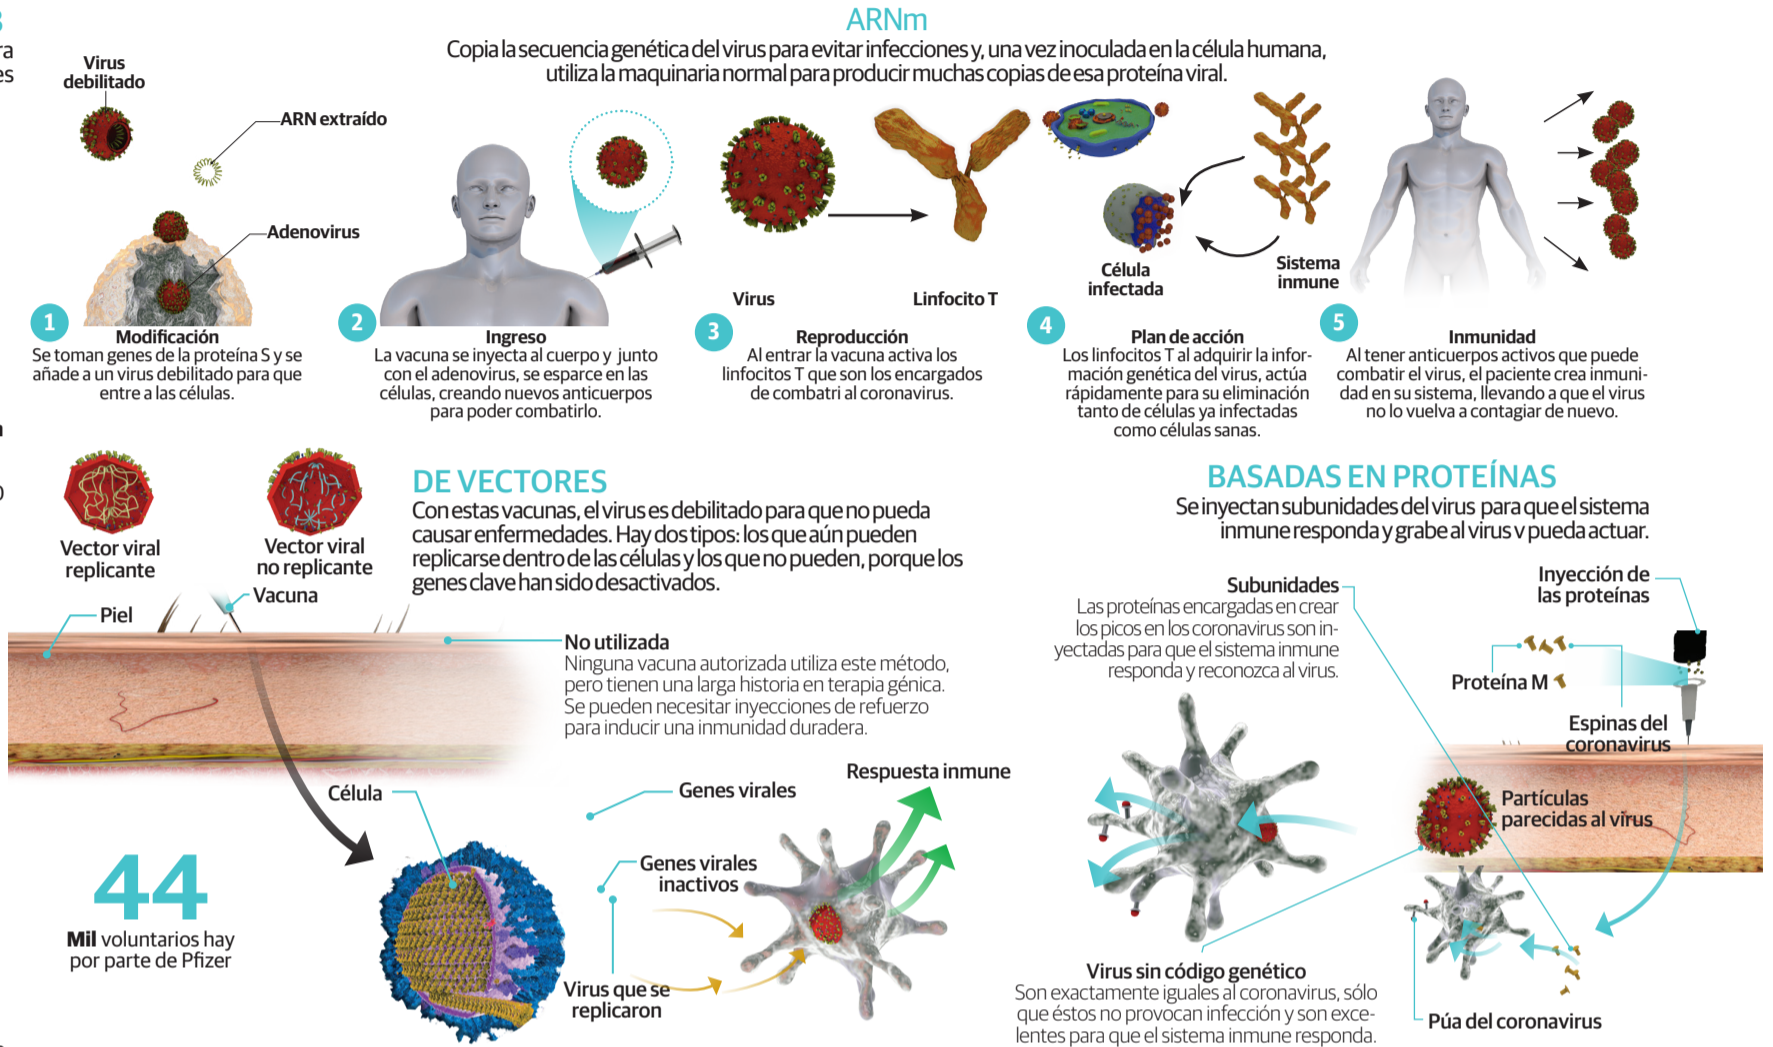 ARNm
Copia la secuencia genética del virus para evitar infecciones y, una vez inoculada en la célula humana,
utiliza la maquinaria normal para producir muchas copias de esa proteína viral.
Virus
debilitado
ARN extraído
Adenovirus
1
Modificación
Se toman genes de la proteína S y se
añade a un virus debilitado para que
entre a las células.
2
Ingreso
La vacuna se inyecta al cuerpo y junto
con el adenovirus, se esparce en las
células, creando nuevos anticuerpos
para poder combatirlo.
Virus
Linfocito T
3
Reproducción
Al entrar la vacuna activa los
linfocitos T que son los encargados
de combatri al coronavirus.
Célula
infectada
Sistema
inmune
4
Plan de acción
Los linfocitos T al adquirir la infor-
mación genética del virus, actúa
rápidamente para su eliminación
tanto de células ya infectadas
como células sanas.
5
Inmunidad
Al tener anticuerpos activos que puede
combatir el virus, el paciente crea inmuni-
dad en su sistema, llevando a que el virus
no lo vuelva a contagiar de nuevo.
Vector viral
replicante
Vector viral
no replicante
DE VECTORES
Con estas vacunas, el virus es debilitado para que no pueda
causar enfermedades. Hay dos tipos: los que aún pueden
replicarse dentro de las células y los que no pueden, porque los
genes clave han sido desactivados.
Vacuna
Piel
No utilizada
Ninguna vacuna autorizada utiliza este método,
pero tienen una larga historia en terapia génica.
Se pueden necesitar inyecciones de refuerzo
para inducir una inmunidad duradera.
Célula
Genes virales
Respuesta inmune
Genes virales
inactivos
Virus que se
replicaron
44
Mil voluntarios hay
por parte de Pfizer
BASADAS EN PROTEÍNAS
Se inyectan subunidades del virus para que el sistema
inmune responda y grabe al virus v pueda actuar.
Subunidades
Las proteínas encargadas en crear
los picos en los coronavirus son in-
yectadas para que el sistema inmune
responda y reconozca al virus.
Inyección de
las proteínas
Proteína M
Espinas del
coronavirus
Partículas
parecidas al virus
Virus sin código genético
Son exactamente iguales al coronavirus, sólo
que éstos no provocan infección y son exce-
lentes para que el sistema inmune responda.
Púa del coronavirus